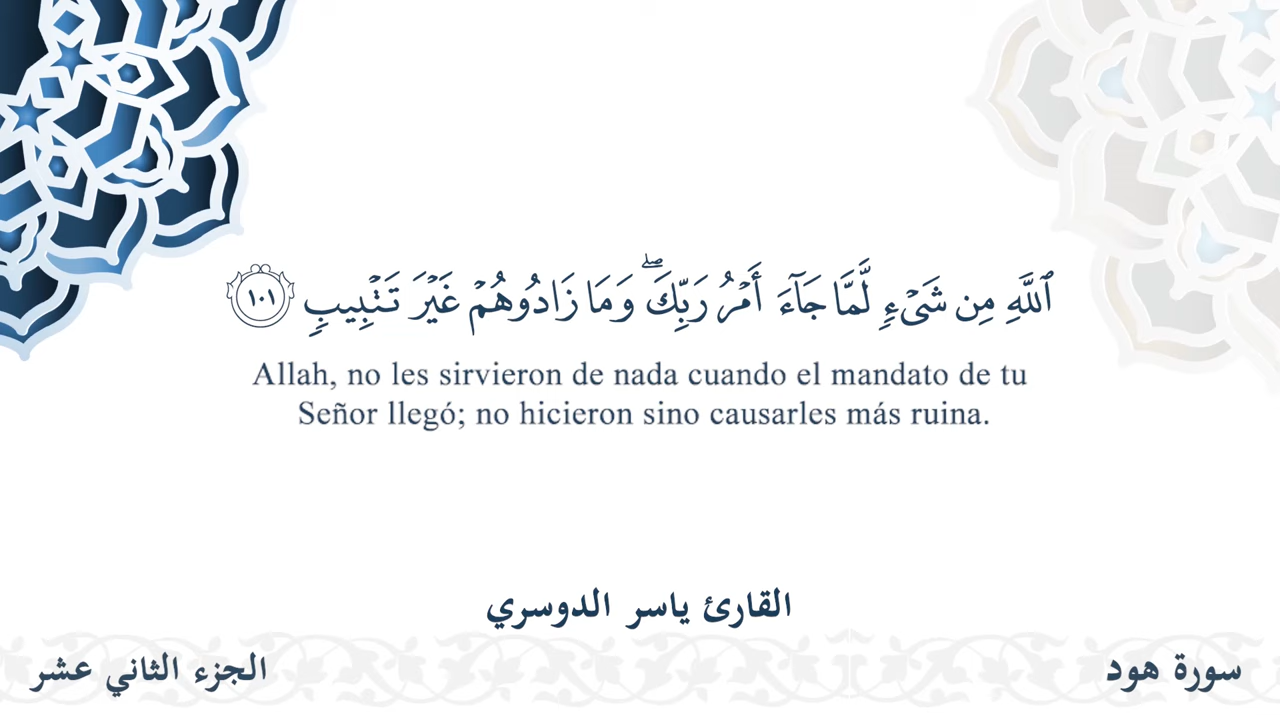 ٱللَّهِ مِن شَىۡءٖ لَّمَّا جَآءَ أَمۡرُ رَبِّكَۖ وَمَا زَادُوهُمۡ غَيۡرَ تَتۡبِيبٖ ١٠١
Allah, no les sirvieron de nada cuando el mandato de tu
Señor llegó; no hicieron sino causarles más ruina.
القارئ ياسر الدوسري
سورة هود
الجزء الثاني عشر